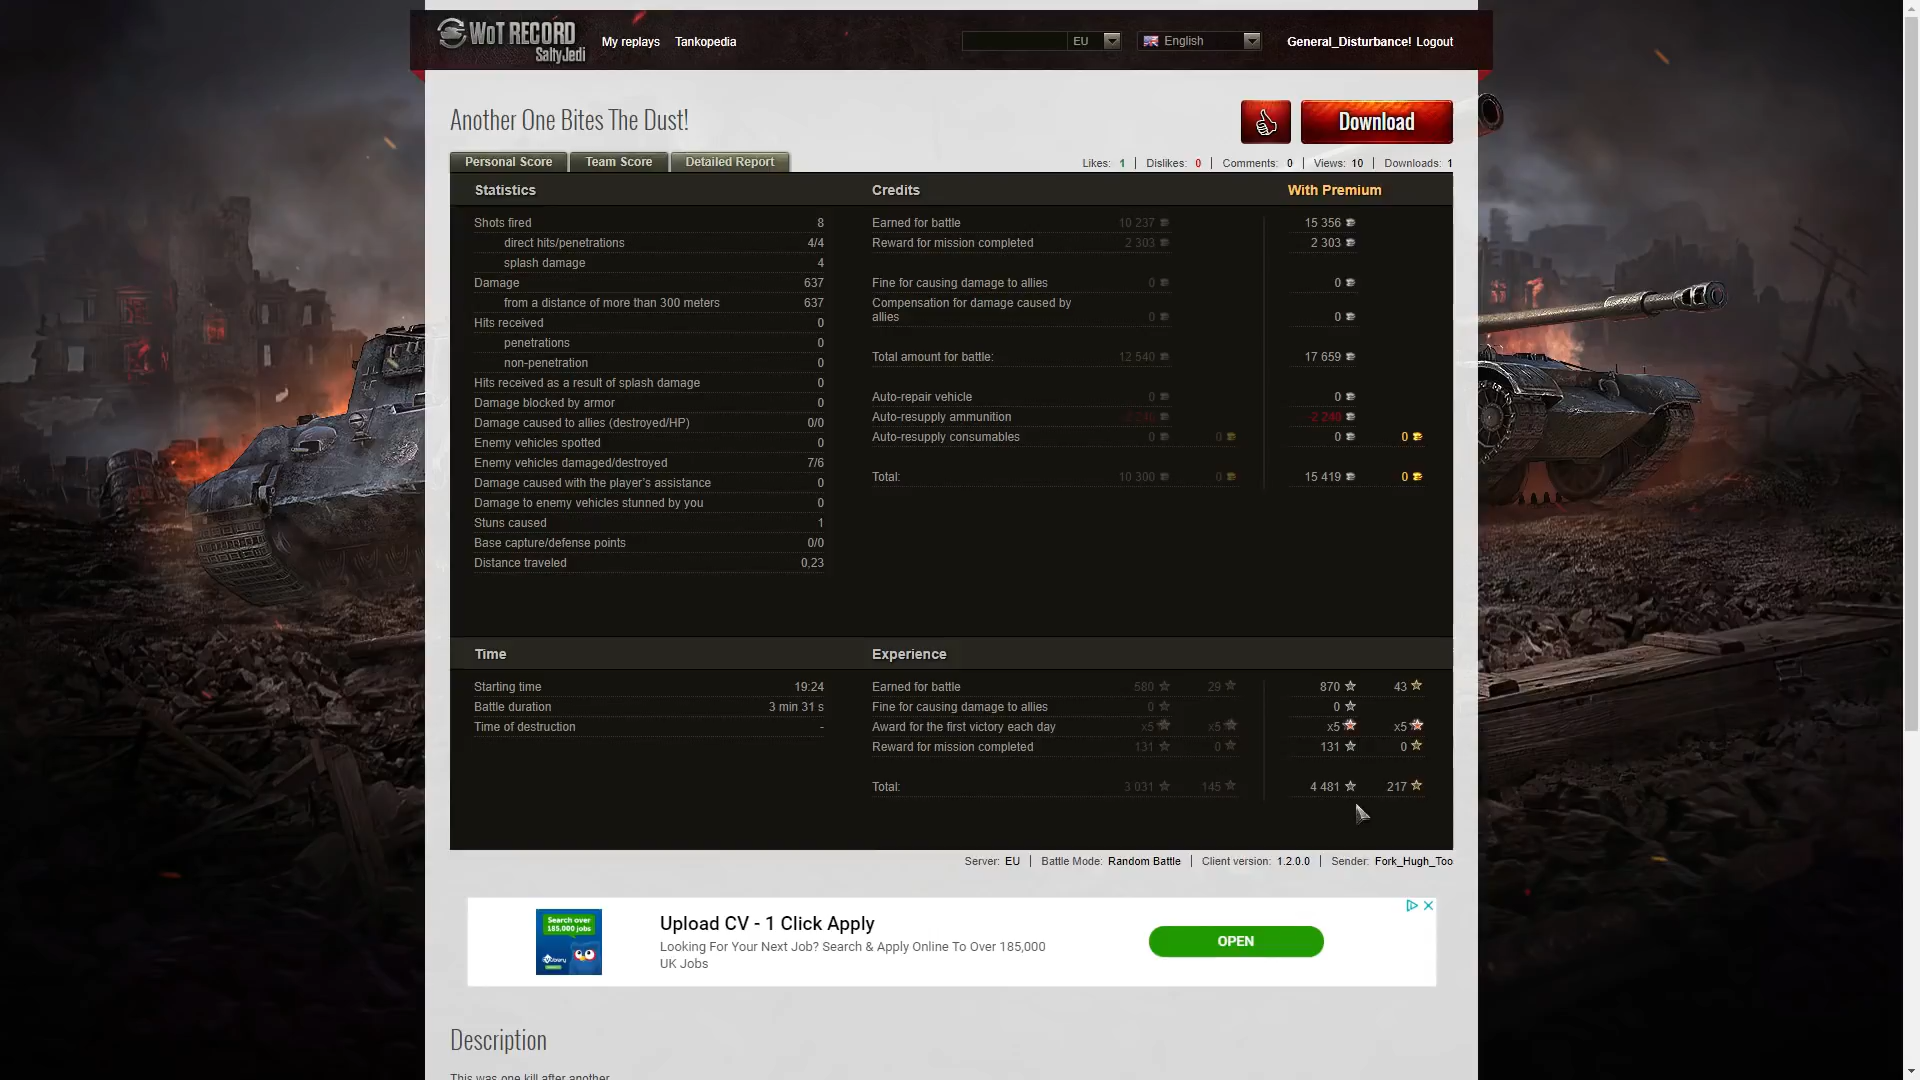 WOT RECORD
SaltyJedi
My replays Tankopedia
EU
English
General_Disturbance! Logout
Another One Bites The Dust!
Download
Personal Score Team Score Detailed Report
Likes: 1 | Dislikes: 0 | Comments: 0 | Views: 10 | Downloads: 1
Statistics
Shots fired 8
direct hits/penetrations 4/4
splash damage 4
Damage 637
from a distance of more than 300 meters 637
Hits received 0
penetrations 0
non-penetration 0
Hits received as a result of splash damage 0
Damage blocked by armor 0
Damage caused to allies (destroyed/HP) 0/0
Enemy vehicles spotted 0
Enemy vehicles damaged/destroyed 7/6
Damage caused with the player's assistance 0
Damage to enemy vehicles stunned by you 0
Stuns caused 1
Base capture/defense points 0/0
Distance traveled 0,23
Credits With Premium
Earned for battle 10 237 15 356
Reward for mission completed 2 303 2 303
Fine for causing damage to allies 0 0
Compensation for damage caused by
allies 0 0
Total amount for battle: 12 540 17 659
Auto-repair vehicle 0 0
Auto-resupply ammunition -2 240
Auto-resupply consumables 0 0 0 0
Total: 10 300 0 15 419 0
Time
Starting time 19:24
Battle duration 3 min 31 s
Time of destruction -
Experience
Earned for battle 580 29 870 43
Fine for causing damage to allies 0 0
Award for the first victory each day x5 x5 x5 x5
Reward for mission completed 131 0 131 0
Total: 3 031 145 4 481 217
Server: EU | Battle Mode: Random Battle | Client version: 1.2.0.0 | Sender: Fork_Hugh_Too
Search over
185,000 jobs
Library
Upload CV - 1 Click Apply
Looking For Your Next Job? Search & Apply Online To Over 185,000
UK Jobs
OPEN
Description
This was one kill after another